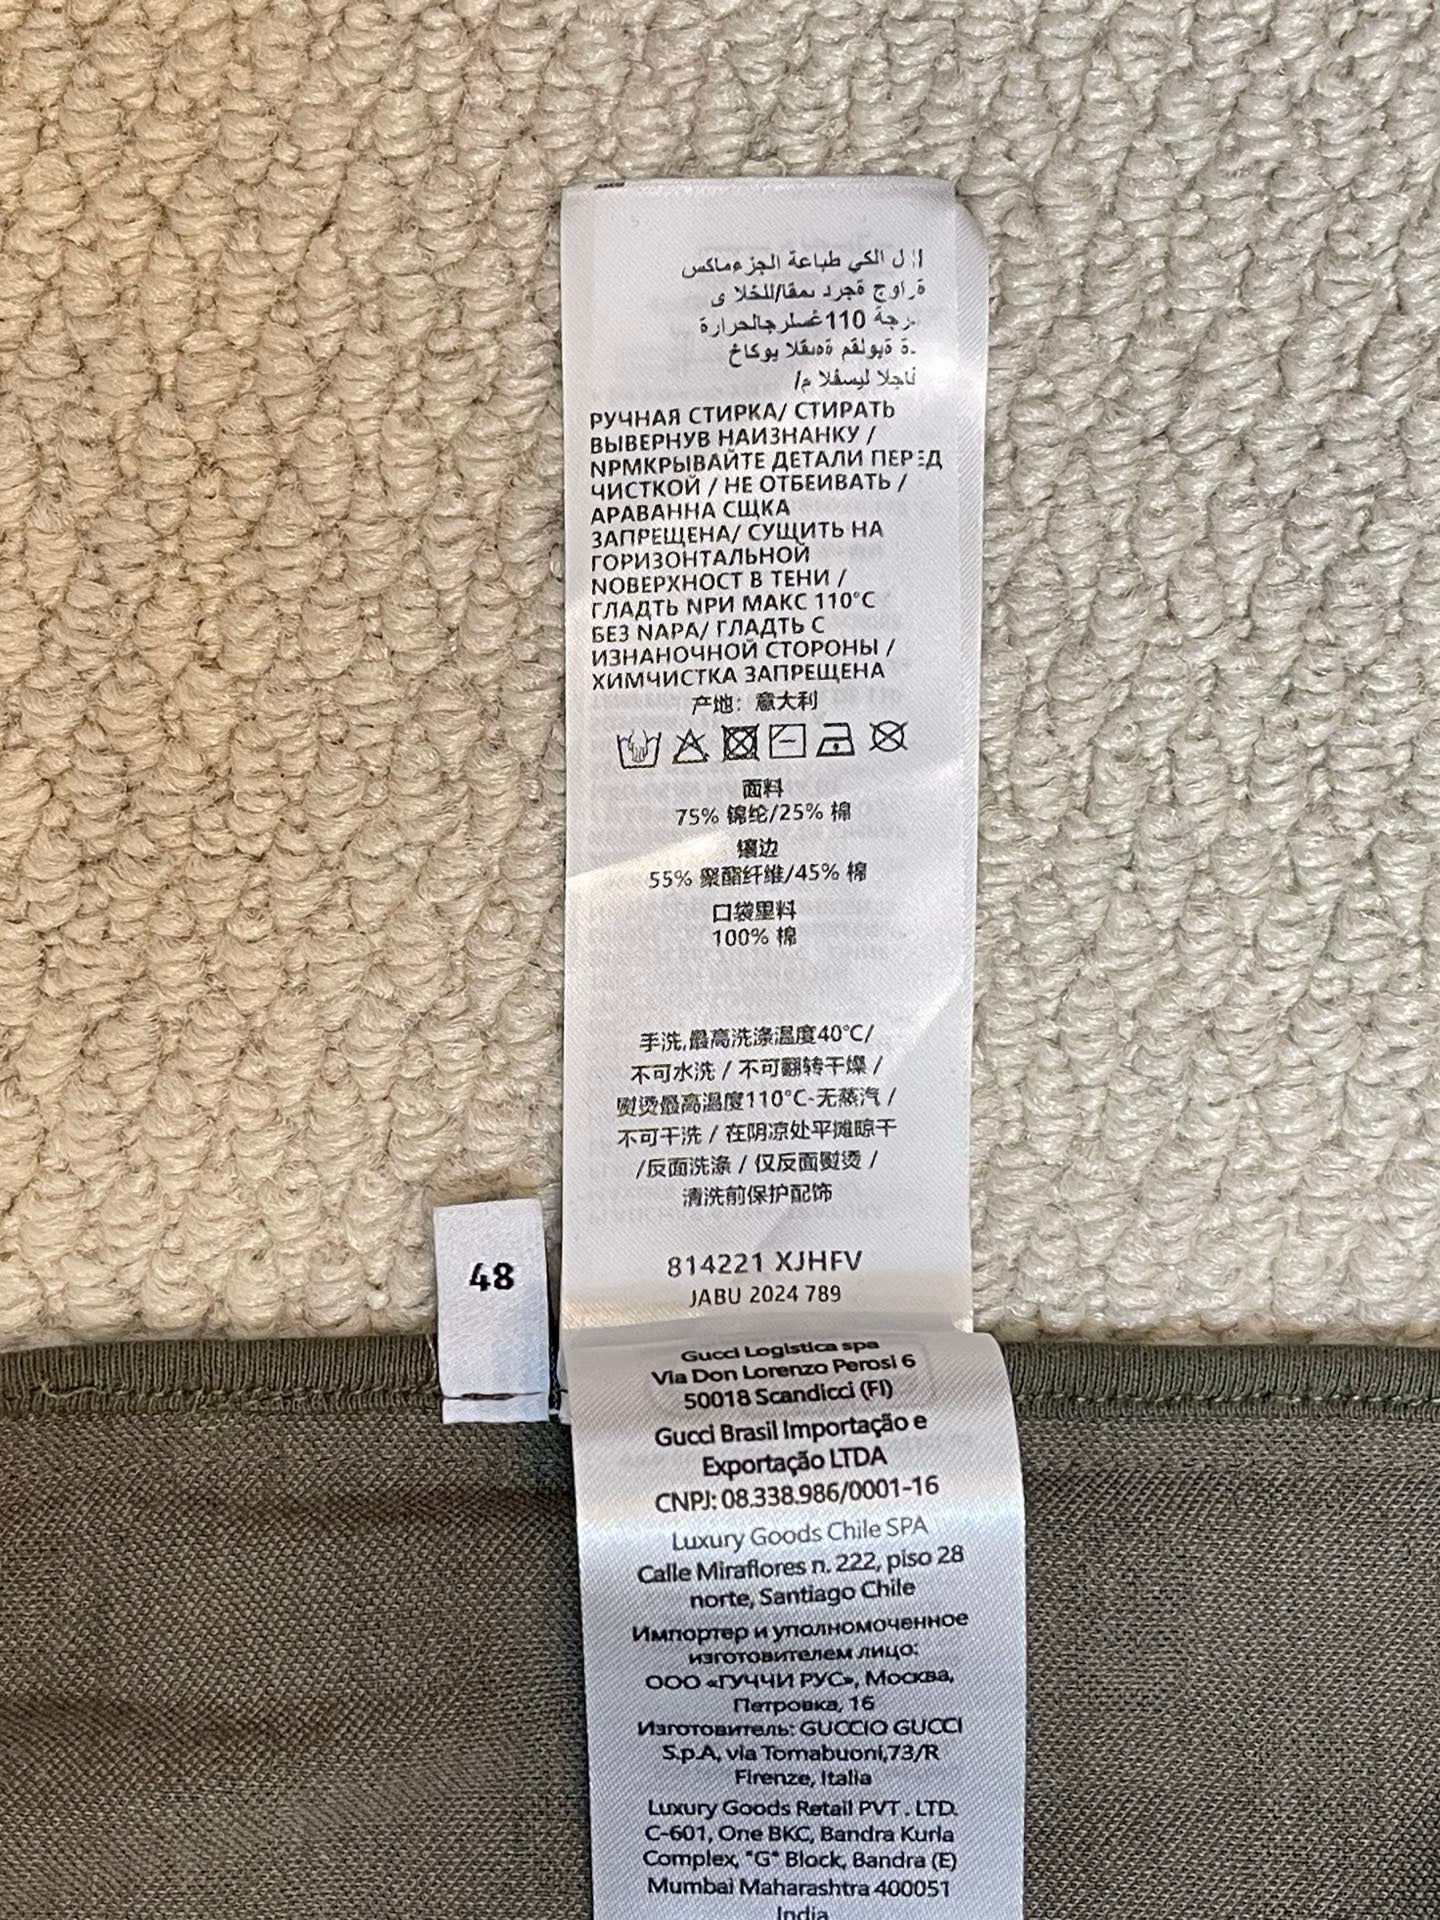 الكي طباعة الجزءماكس
110
РУЧНАЯ СТИРКА/ СТИРАТЬ
ВЫВЕРНУВ НАИЗНАНКУ /
NРМКРЫВАЙТЕ ДЕТАЛИ ПЕРЕД
ЧИСТКОЙ / НЕ ОТБЕИВАТЬ /
АРАВАННА СЩКА
ЗАПРЕЩЕНА/ СУЩИТЬ НА
ГОРИЗОНТАЛЬНОЙ
NОВЕРХНОСТ В ТЕНИ /
ГЛАДТЬ NРИ МАКС 110°C
БЕЗ NАРА/ ГЛАДТЬ С
ИЗНАНОЧНОЙ СТОРОНЫ /
ХИМЧИСТКА ЗАПРЕЩЕНА
产地：意大利
面料
75% 锦纶/25% 棉
镶边
55% 聚酯纤维/45% 棉
口袋里料
100% 棉
手洗,最高洗涤温度40°C/
不可水洗 / 不可翻转干燥 /
熨烫最高温度110°C-无蒸汽 /
不可干洗 / 在阴凉处平摊晾干
/反面洗涤 / 仅反面熨烫 /
清洗前保护配饰
814221 XJHFV
JABU 2024 789
48
Gucci Logistica spa
Via Don Lorenzo Perosi 6
50018 Scandicci (FI)
Gucci Brasil Importação e
Exportação LTDA
CNPJ: 08.338.986/0001-16
Luxury Goods Chile SPA
Calle Miraflores n. 222, piso 28
norte, Santiago Chile
Импортер и уполномоченное
изготовителем лицо:
ООО «ГУЧЧИ РУС», Москва,
Петровка, 16
Изготовитель: GUCCIO GUCCI
S.p.A, via Tornabuoni,73/R
Firenze, Italia
Luxury Goods Retail PVT . LTD.
C-601, One BKC, Bandra Kurla
Complex, "G" Block, Bandra (E)
Mumbai Maharashtra 400051
India